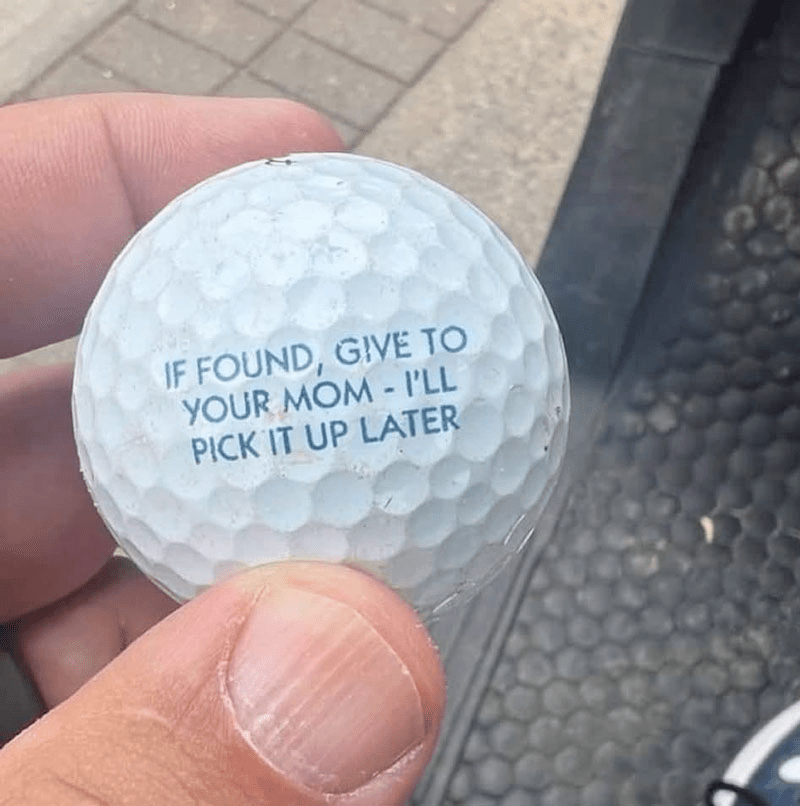 IF FOUND, GIVE TO
YOUR MOM - I'LL
PICK IT UP LATER